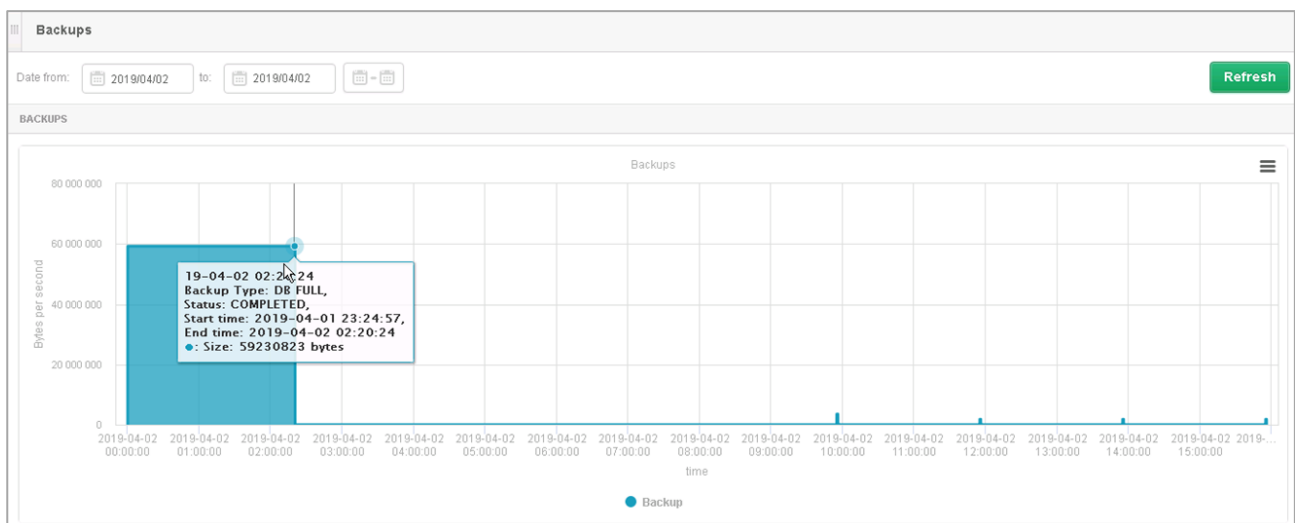 Backups
Date from: 2019/04/02 to: 2019/04/02 - Refresh
BACKUPS
Backups
80 000 000
60 000 000
40 000 000
20 000 000
0
Bytes per second
19-04-02 02:2 :24
Backup Type: DB FULL,
Status: COMPLETED,
Start time: 2019-04-01 23:24:57,
End time: 2019-04-02 02:20:24
: Size: 59230823 bytes
2019-04-02 2019-04-02 2019-04-02 2019-04-02 2019-04-02 2019-04-02 2019-04-02 2019-04-02 2019-04-02 2019-04-02 2019-04-02 2019-04-02 2019-04-02 2019-04-02 2019-04-02 2019-04-02 2019-...
00:00:00 01:00:00 02:00:00 03:00:00 04:00:00 05:00:00 06:00:00 07:00:00 08:00:00 09:00:00 10:00:00 11:00:00 12:00:00 13:00:00 14:00:00 15:00:00
time
Backup